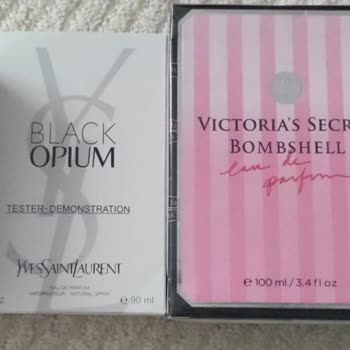 BLACK
OPIUM
TESTER-DEMONSTRATION
YVESSAINTLAURENT
EAU DE PARFUM
VAPORISATEUR - NATURAL SPRAY
℮ 90 ml
VICTORIA'S SECR
BOMBSHELL
eau de
parfum
℮ 100 ml / 3.4 fl oz